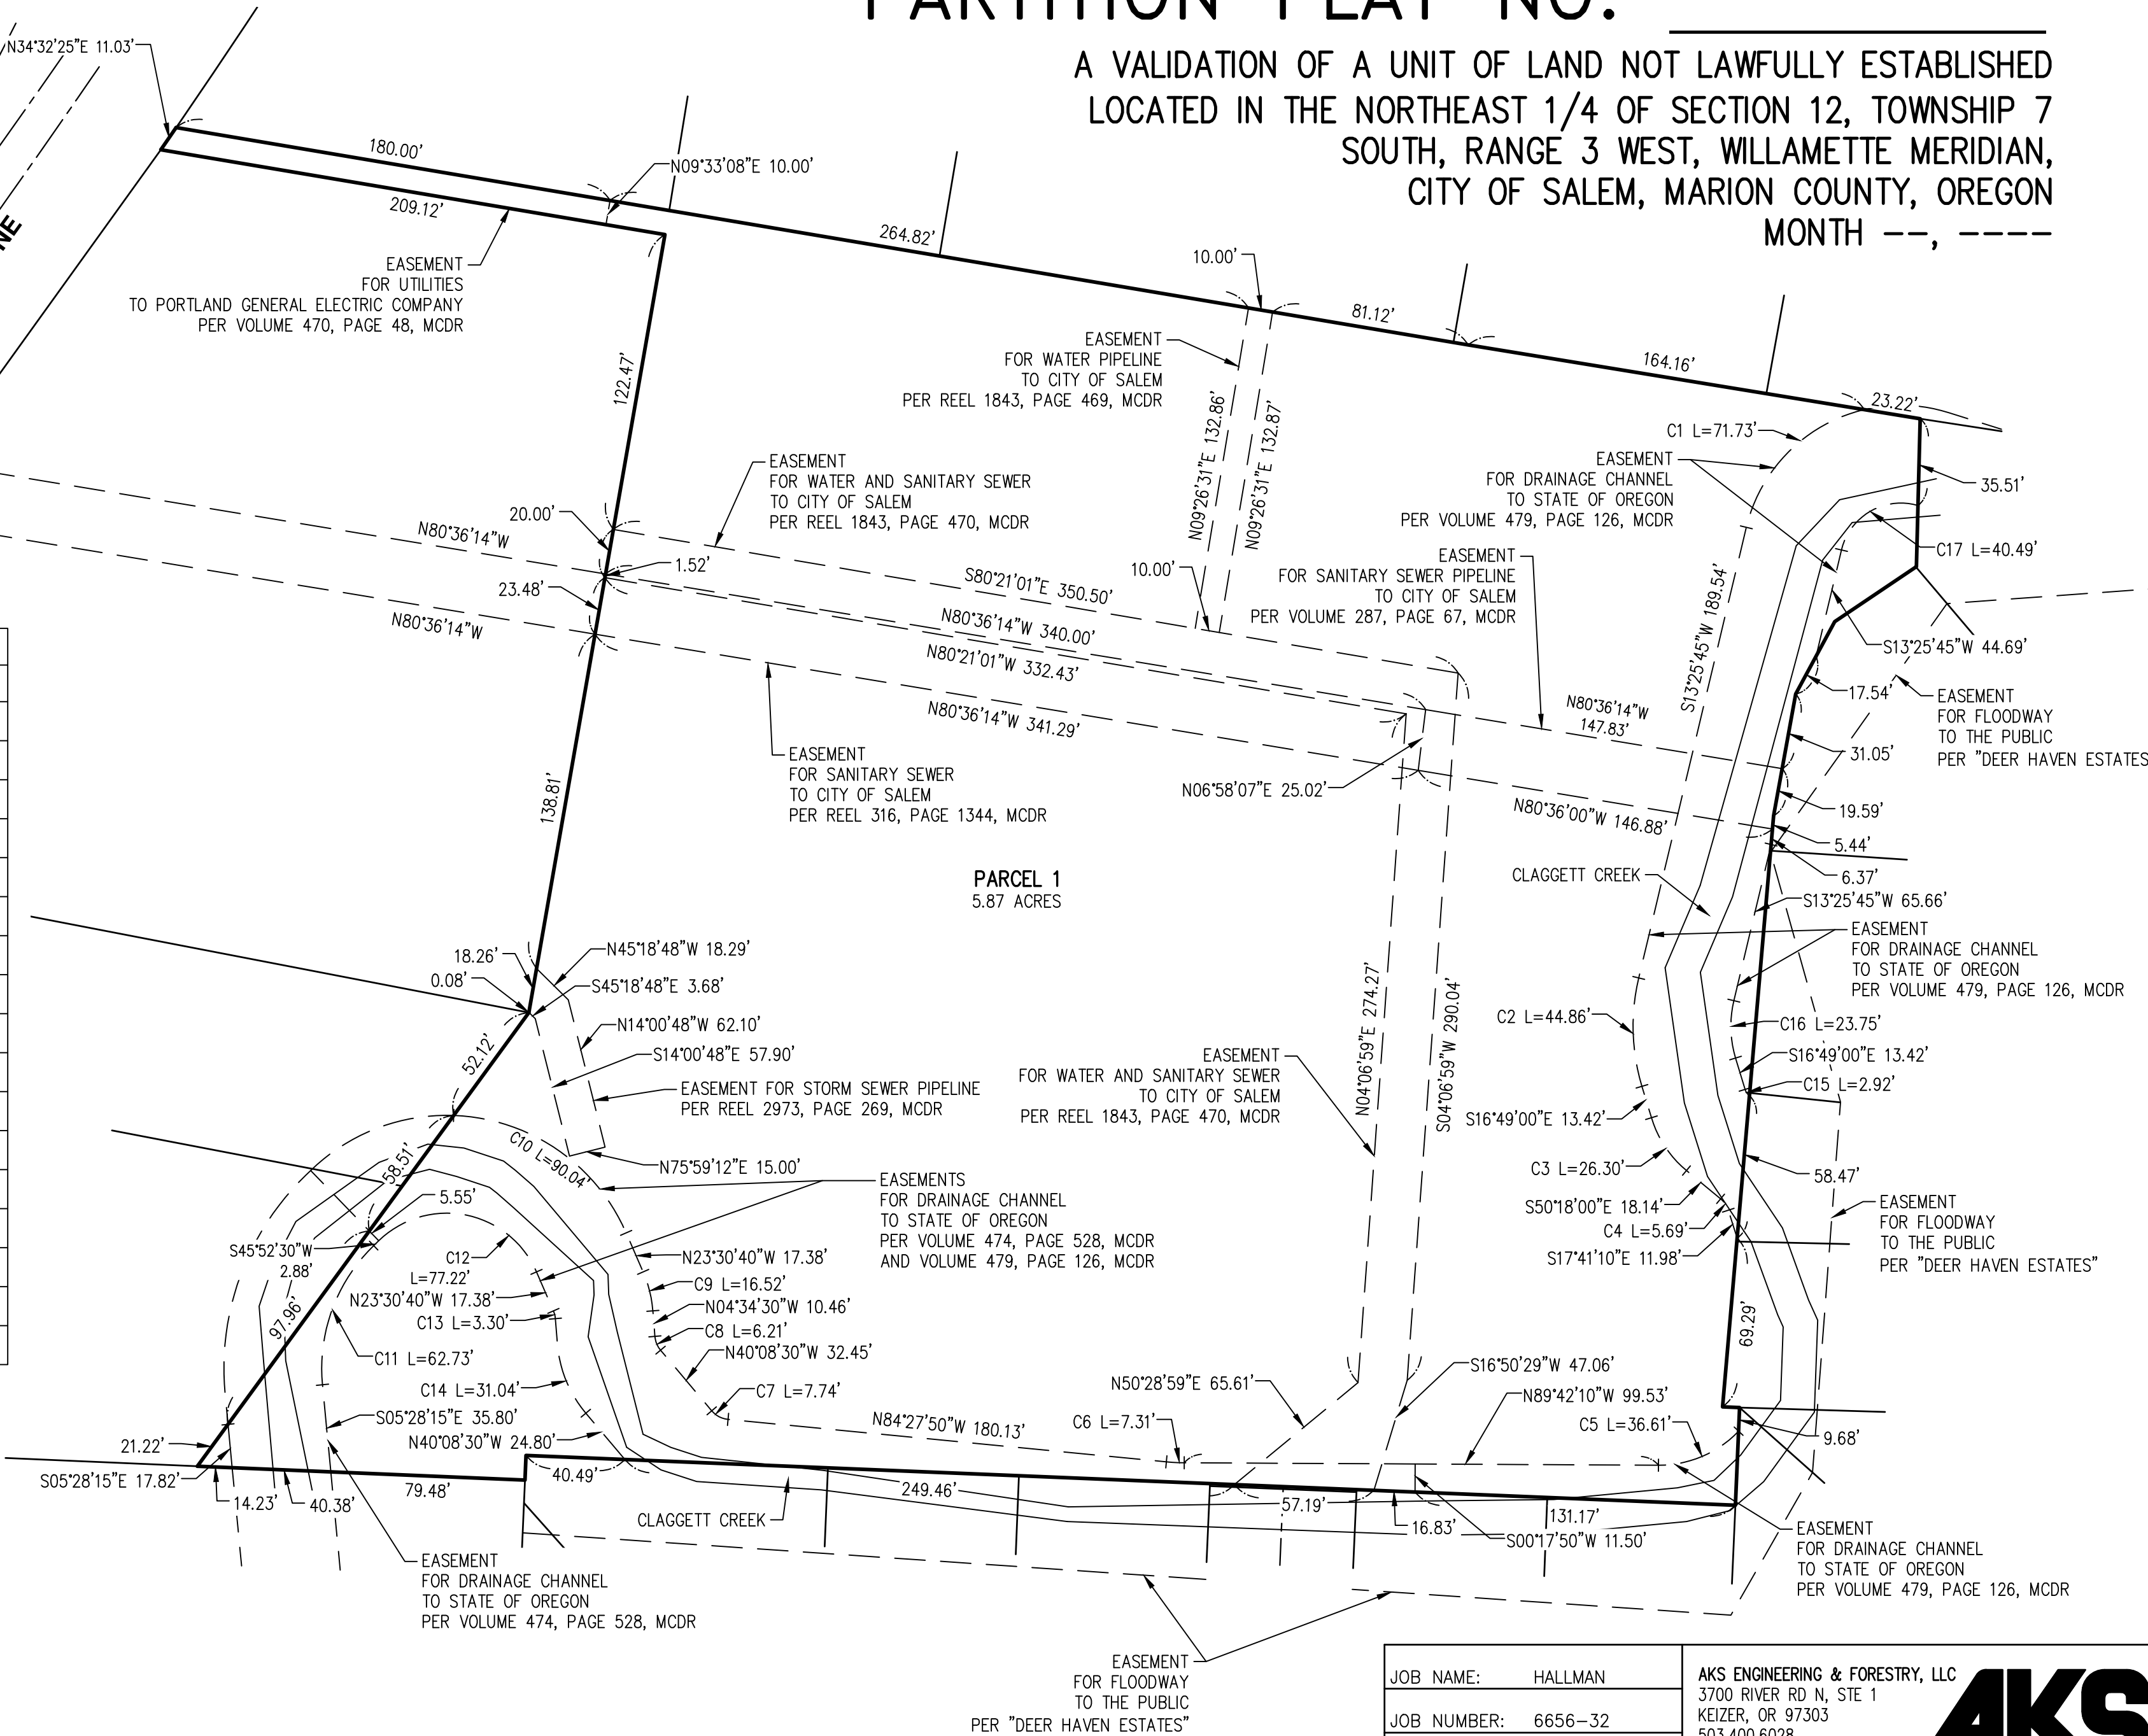 PARTITION PLAT NO.
A VALIDATION OF A UNIT OF LAND NOT LAWFULLY ESTABLISHED
LOCATED IN THE NORTHEAST 1/4 OF SECTION 12, TOWNSHIP 7
SOUTH, RANGE 3 WEST, WILLAMETTE MERIDIAN,
CITY OF SALEM, MARION COUNTY, OREGON
MONTH --, ----
N34°32'25"E 11.03'
180.00'
N09°33'08"E 10.00'
209.12'
264.82'
10.00'
81.12'
164.16'
23.22'
NE
EASEMENT
FOR UTILITIES
TO PORTLAND GENERAL ELECTRIC COMPANY
PER VOLUME 470, PAGE 48, MCDR
122.47'
EASEMENT
FOR WATER PIPELINE
TO CITY OF SALEM
PER REEL 1843, PAGE 469, MCDR
N09°26'31"E 132.86'
N09°26'31"E 132.87'
C1 L=71.73'
EASEMENT
FOR DRAINAGE CHANNEL
TO STATE OF OREGON
PER VOLUME 479, PAGE 126, MCDR
35.51'
C17 L=40.49'
EASEMENT
FOR WATER AND SANITARY SEWER
TO CITY OF SALEM
PER REEL 1843, PAGE 470, MCDR
20.00'
N80°36'14"W
1.52'
23.48'
N80°36'14"W
S80°21'01"E 350.50'
10.00'
N80°36'14"W 340.00'
N80°21'01"W 332.43'
N80°36'14"W 341.29'
EASEMENT
FOR SANITARY SEWER PIPELINE
TO CITY OF SALEM
PER VOLUME 287, PAGE 67, MCDR
S13°25'45"W 189.54'
S13°25'45"W 44.69'
N80°36'14"W
147.83'
17.54'
EASEMENT
FOR FLOODWAY
TO THE PUBLIC
PER "DEER HAVEN ESTATES
31.05'
EASEMENT
FOR SANITARY SEWER
TO CITY OF SALEM
PER REEL 316, PAGE 1344, MCDR
138.81'
N06°58'07"E 25.02'
N80°36'00"W 146.88'
19.59'
5.44'
6.37'
PARCEL 1
5.87 ACRES
CLAGGETT CREEK
S13°25'45"W 65.66'
EASEMENT
FOR DRAINAGE CHANNEL
TO STATE OF OREGON
PER VOLUME 479, PAGE 126, MCDR
18.26'
N45°18'48"W 18.29'
0.08'
S45°18'48"E 3.68'
N14°00'48"W 62.10'
S14°00'48"E 57.90'
52.12'
EASEMENT FOR STORM SEWER PIPELINE
PER REEL 2973, PAGE 269, MCDR
N04°06'59"E 274.27'
S04°06'59"W 290.04'
C2 L=44.86'
C16 L=23.75'
S16°49'00"E 13.42'
C15 L=2.92'
EASEMENT
FOR WATER AND SANITARY SEWER
TO CITY OF SALEM
PER REEL 1843, PAGE 470, MCDR
S16°49'00"E 13.42'
C3 L=26.30'
58.47'
S50°18'00"E 18.14'
C4 L=5.69'
S17°41'10"E 11.98'
EASEMENT
FOR FLOODWAY
TO THE PUBLIC
PER "DEER HAVEN ESTATES"
C10 L=90.04'
58.51'
N75°59'12"E 15.00'
EASEMENTS
FOR DRAINAGE CHANNEL
TO STATE OF OREGON
PER VOLUME 474, PAGE 528, MCDR
AND VOLUME 479, PAGE 126, MCDR
5.55'
S45°52'30"W
2.88'
C12
L=77.22'
N23°30'40"W 17.38'
C13 L=3.30'
N23°30'40"W 17.38'
C9 L=16.52'
N04°34'30"W 10.46'
C8 L=6.21'
N40°08'30"W 32.45'
97.96'
C11 L=62.73'
C14 L=31.04'
C7 L=7.74'
S05°28'15"E 35.80'
N40°08'30"W 24.80'
69.29'
N50°28'59"E 65.61'
S16°50'29"W 47.06'
N89°42'10"W 99.53'
N84°27'50"W 180.13'
C6 L=7.31'
C5 L=36.61'
9.68'
21.22'
S05°28'15"E 17.82'
14.23'
40.38'
79.48'
40.49'
249.46'
CLAGGETT CREEK
57.19'
16.83'
131.17'
S00°17'50"W 11.50'
EASEMENT
FOR DRAINAGE CHANNEL
TO STATE OF OREGON
PER VOLUME 479, PAGE 126, MCDR
EASEMENT
FOR DRAINAGE CHANNEL
TO STATE OF OREGON
PER VOLUME 474, PAGE 528, MCDR
EASEMENT
FOR FLOODWAY
TO THE PUBLIC
PER "DEER HAVEN ESTATES"
JOB NAME: HALLMAN
JOB NUMBER: 6656-32
AKS ENGINEERING & FORESTRY, LLC
3700 RIVER RD N, STE 1
KEIZER, OR 97303
503.400.6028
AKS